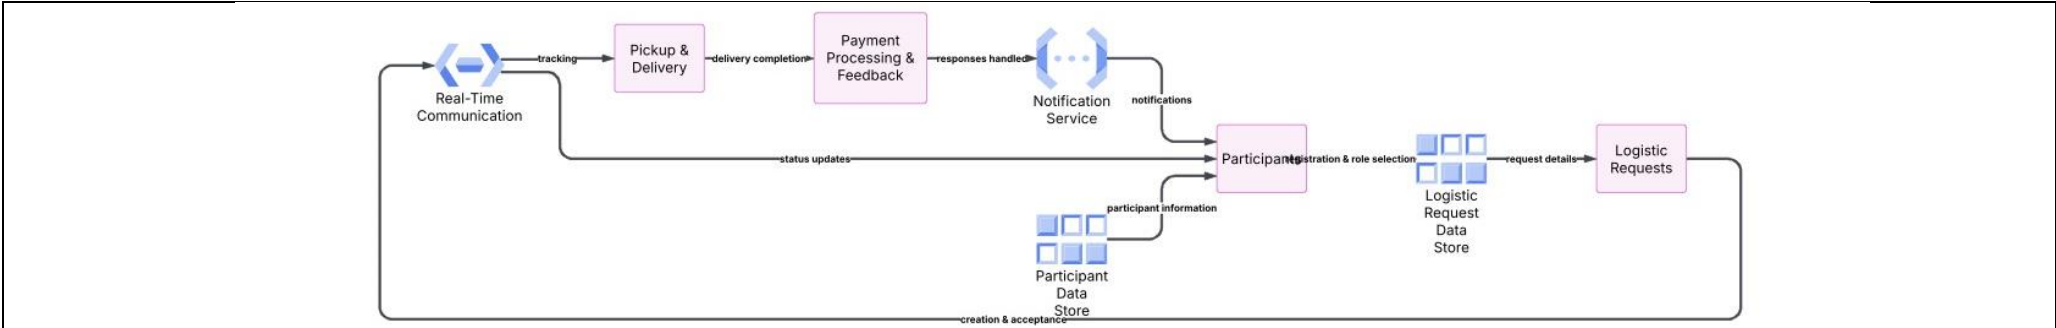 tracking
Pickup &
Delivery
delivery completion
Payment
Processing &
Feedback
responses handled
Real-Time
Communication
Notification
Service
notifications
status updates
Participants
& role selection
request details
Logistic
Requests
Logistic
Request
Data
Store
participant information
Participant
Data
Store
creation & acceptance